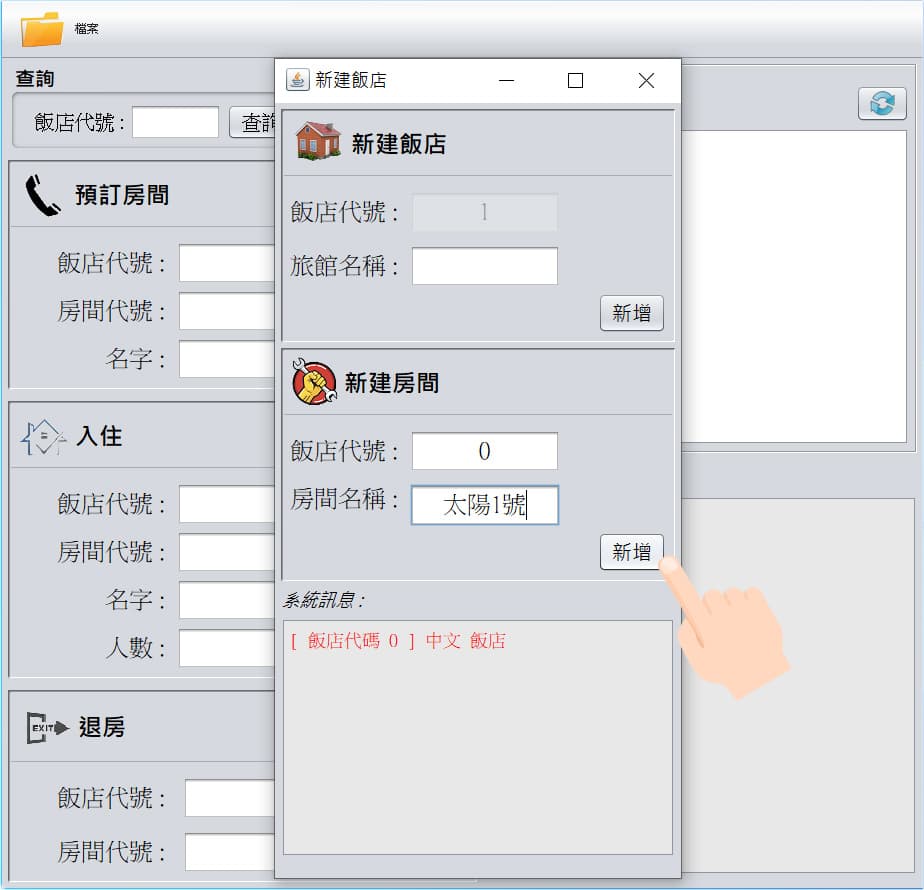 檔案
查詢
飯店代號 :
查詢
預訂房間
飯店代號 :
房間代號 :
名字 :
入住
飯店代號 :
房間代號 :
名字 :
人數 :
EXIT
退房
飯店代號 :
房間代號 :
新建飯店
新建飯店
飯店代號 :
1
旅館名稱 :
新增
新建房間
飯店代號 :
0
房間名稱 :
太陽1號
新增
系統訊息 :
[ 飯店代碼 0 ] 中文 飯店